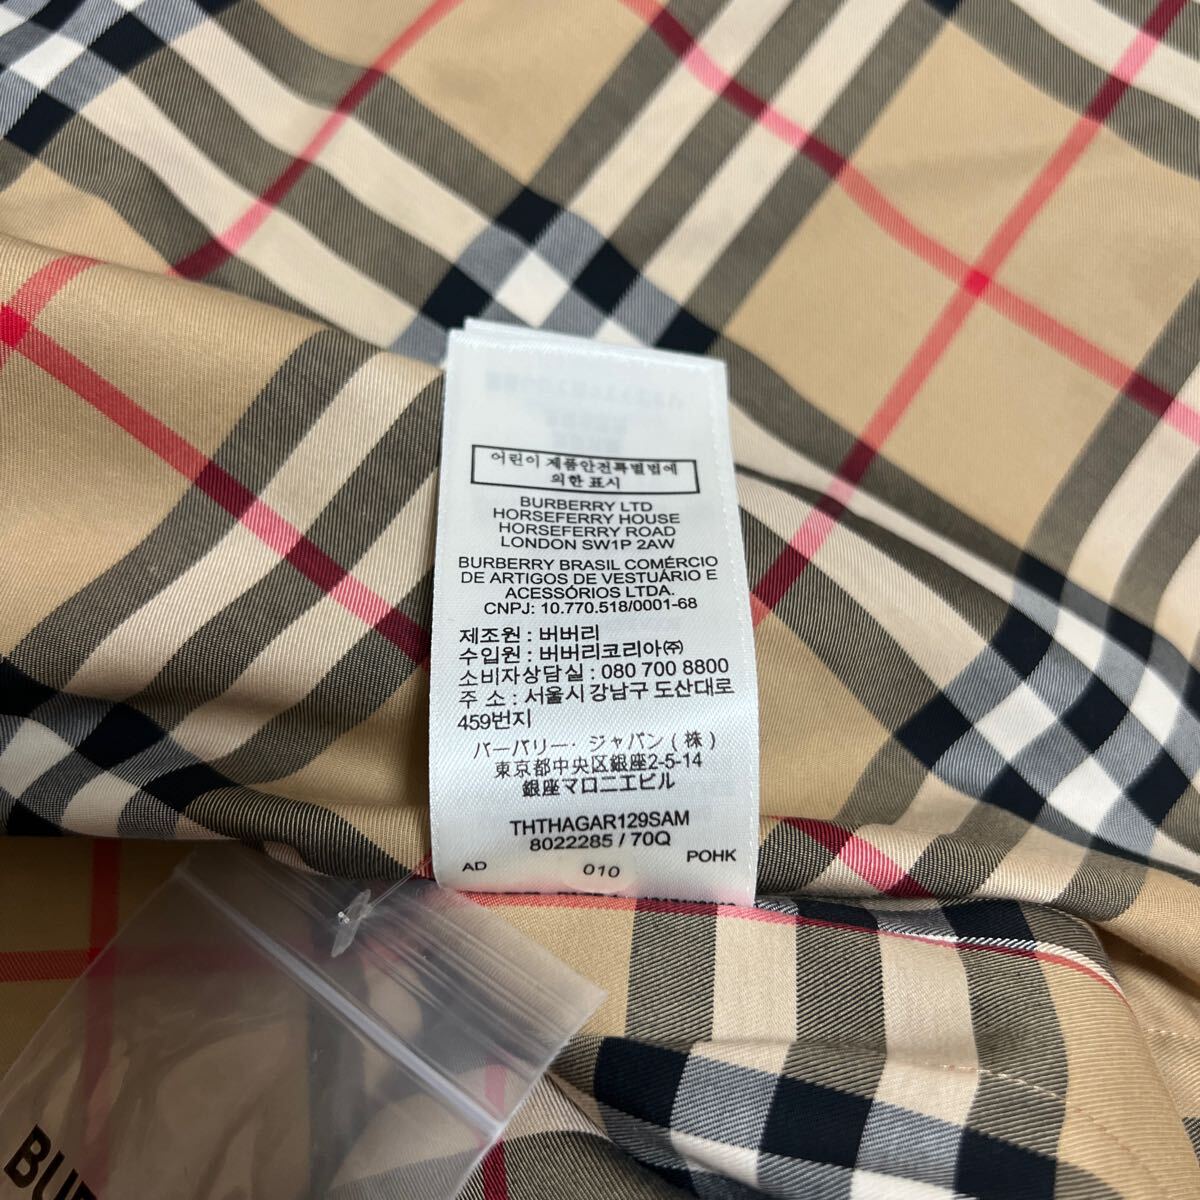 어린이 제품안전특별법에
의한 표시
BURBERRY LTD
HORSEFERRY HOUSE
HORSEFERRY ROAD
LONDON SW1P 2AW
BURBERRY BRASIL COMÉRCIO
DE ARTIGOS DE VESTUÁRIO E
ACESSÓRIOS LTDA.
CNPJ: 10.770.518/0001-68
제조원 : 버버리
수입원 : 버버리코리아㈜
소비자상담실 : 080 700 8800
주 소 : 서울시 강남구 도산대로
459번지
バーバリー・ジャパン(株)
東京都中央区銀座2-5-14
銀座マロニエビル
THTHAGAR129SAM
8022285 / 70Q
AD 010 POHK